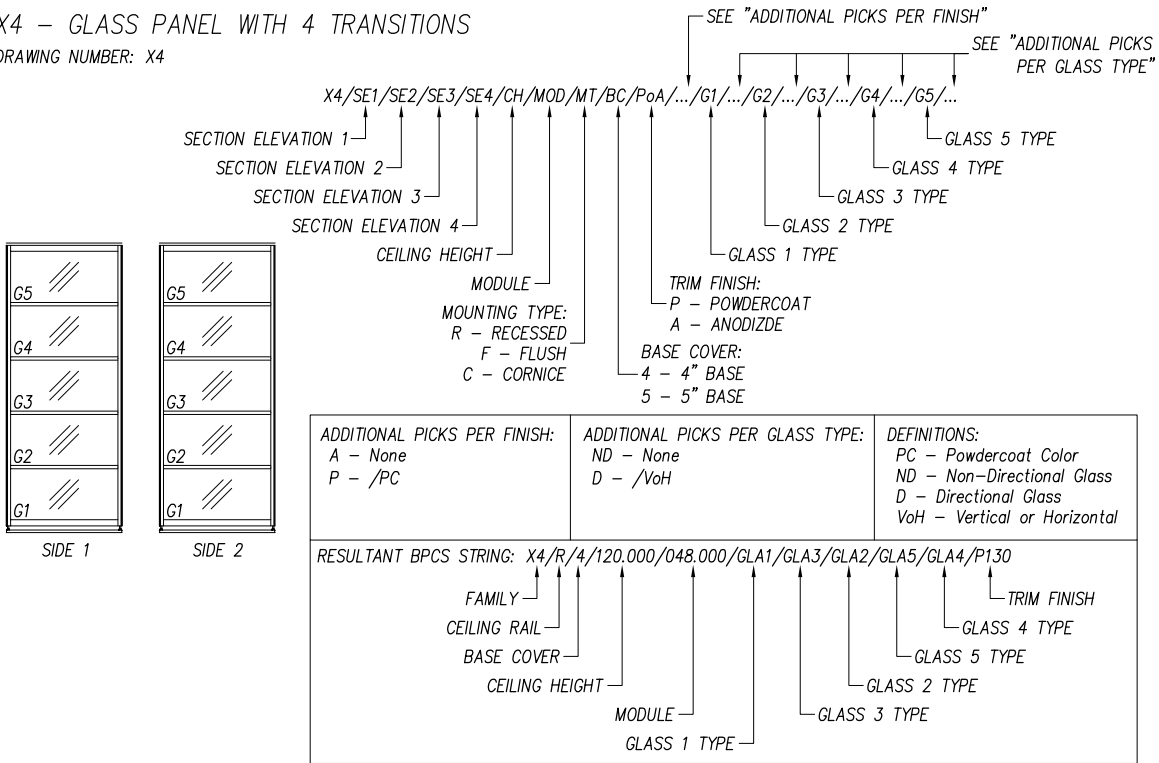 X4 – GLASS PANEL WITH 4 TRANSITIONS
DRAWING NUMBER: X4
SEE "ADDITIONAL PICKS PER FINISH"
SEE "ADDITIONAL PICKS
PER GLASS TYPE"
X4/SE1/SE2/SE3/SE4/CH/MOD/MT/BC/PoA/.../G1/.../G2/.../G3/.../G4/.../G5/...
SECTION ELEVATION 1
SECTION ELEVATION 2
SECTION ELEVATION 3
SECTION ELEVATION 4
CEILING HEIGHT
MODULE
MOUNTING TYPE:
R – RECESSED
F – FLUSH
C – CORNICE
GLASS 5 TYPE
GLASS 4 TYPE
GLASS 3 TYPE
GLASS 2 TYPE
GLASS 1 TYPE
TRIM FINISH:
P – POWDERCOAT
A – ANODIZDE
BASE COVER:
4 – 4" BASE
5 – 5" BASE
G5
G4
G3
G2
G1
SIDE 1
G5
G4
G3
G2
G1
SIDE 2
ADDITIONAL PICKS PER FINISH:
A – None
P – /PC
ADDITIONAL PICKS PER GLASS TYPE:
ND – None
D – /VoH
DEFINITIONS:
PC – Powdercoat Color
ND – Non-Directional Glass
D – Directional Glass
VoH – Vertical or Horizontal
RESULTANT BPCS STRING: X4/R/4/120.000/048.000/GLA1/GLA3/GLA2/GLA5/GLA4/P130
FAMILY
CEILING RAIL
BASE COVER
CEILING HEIGHT
MODULE
GLASS 1 TYPE
TRIM FINISH
GLASS 4 TYPE
GLASS 5 TYPE
GLASS 2 TYPE
GLASS 3 TYPE